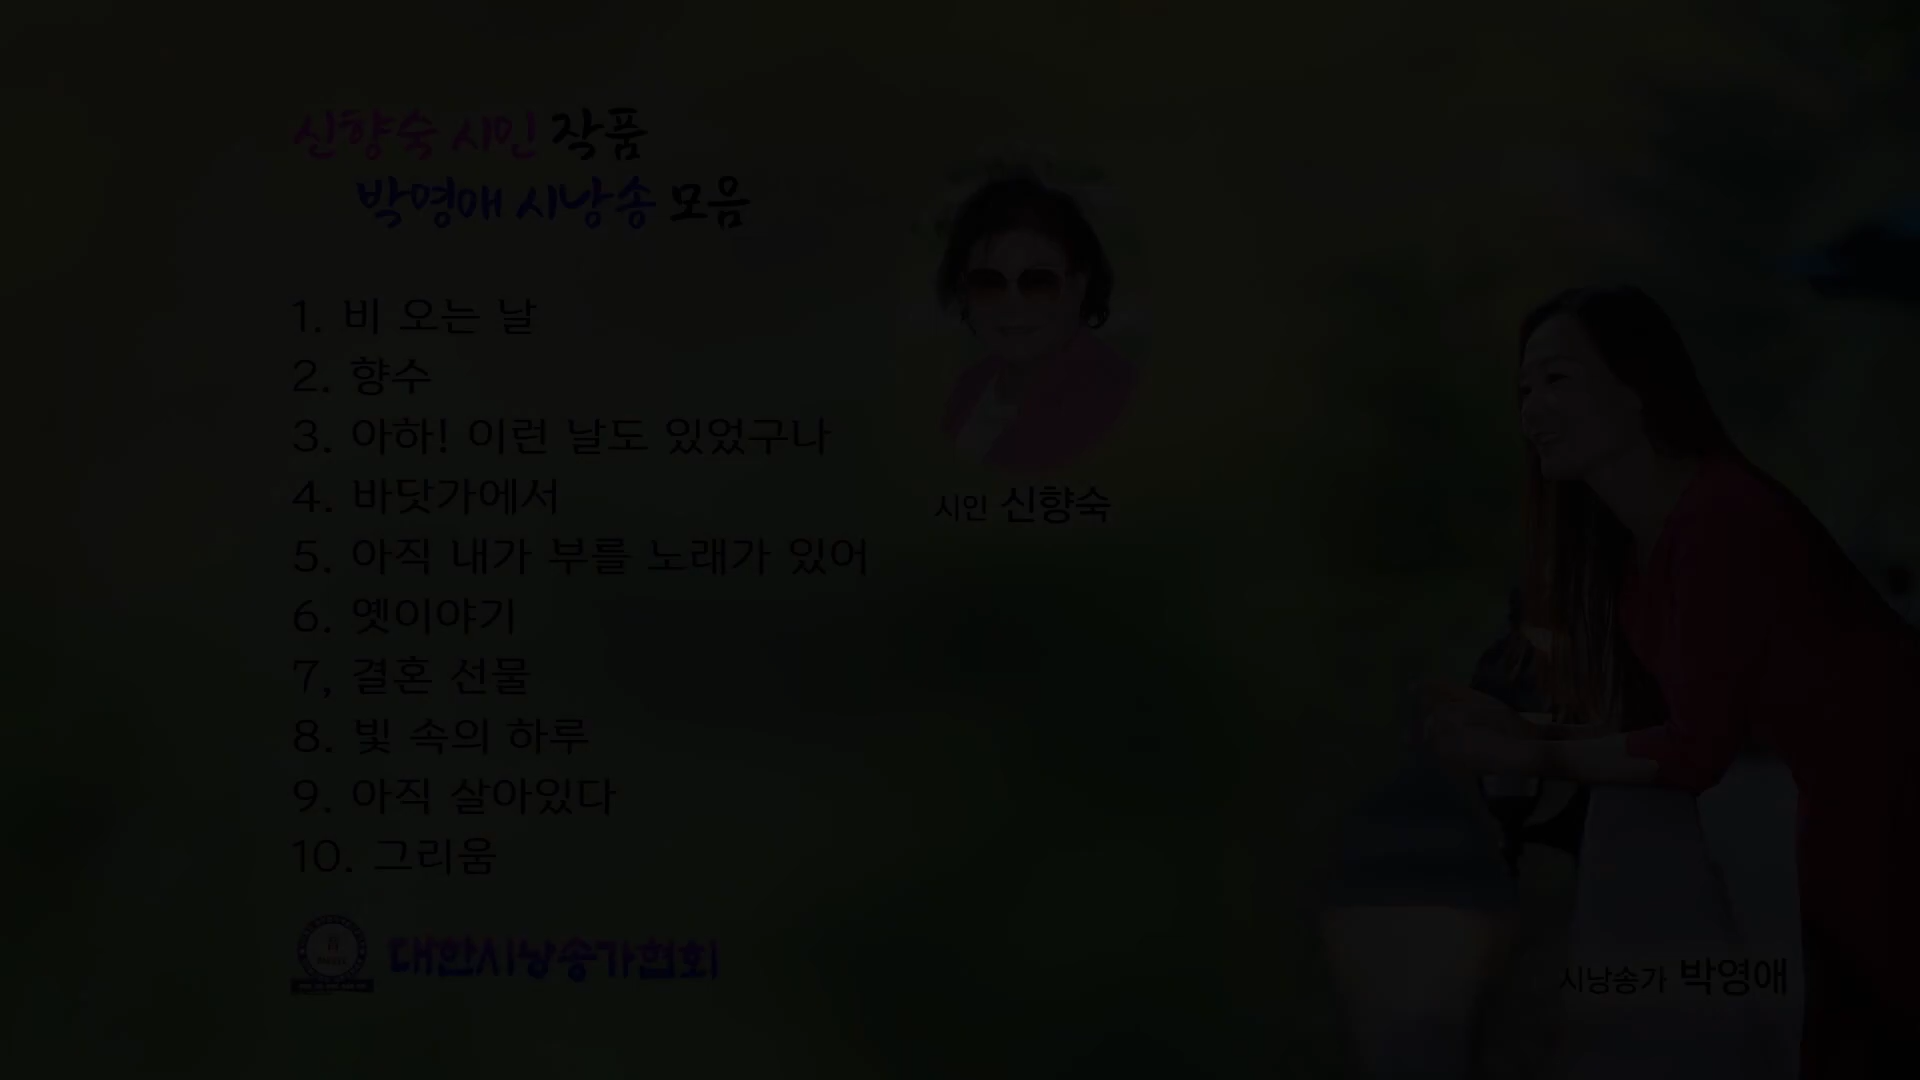 신향숙 시인 작품
박영애 시낭송 모음
1. 비 오는 날
2. 향수
3. 아하! 이런 날도 있었구나
4. 바닷가에서
5. 아직 내가 부를 노래가 있어
6. 옛이야기
7, 결혼 선물
8. 빛 속의 하루
9. 아직 살아있다
10. 그리움
시인 신향숙
대한시낭송가협회
시낭송가 박영애